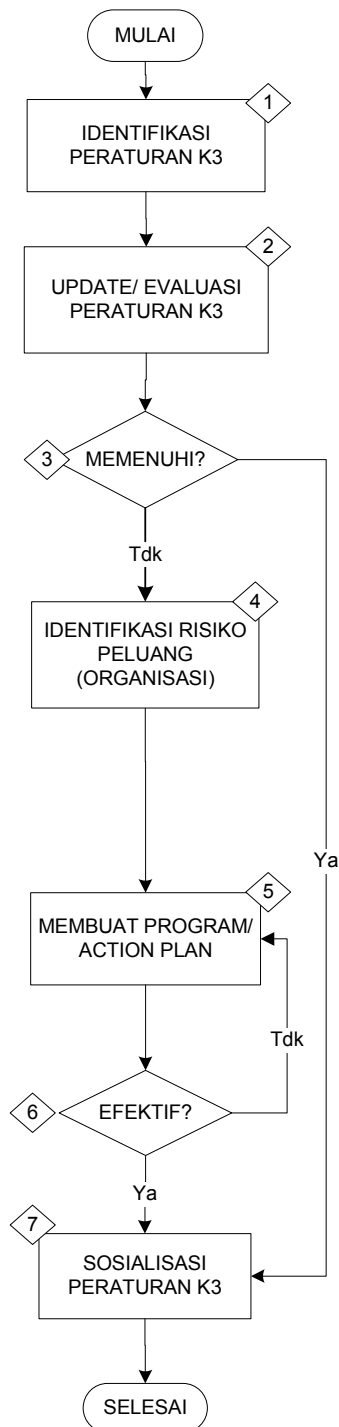 MULAI
1
IDENTIFIKASI
PERATURAN K3
2
UPDATE/ EVALUASI
PERATURAN K3
3
MEMENUHI?
Tdk
4
IDENTIFIKASI RISIKO
PELUANG
(ORGANISASI)
Ya
5
MEMBUAT PROGRAM/
ACTION PLAN
Tdk
6
EFEKTIF?
Ya
7
SOSIALISASI
PERATURAN K3
SELESAI